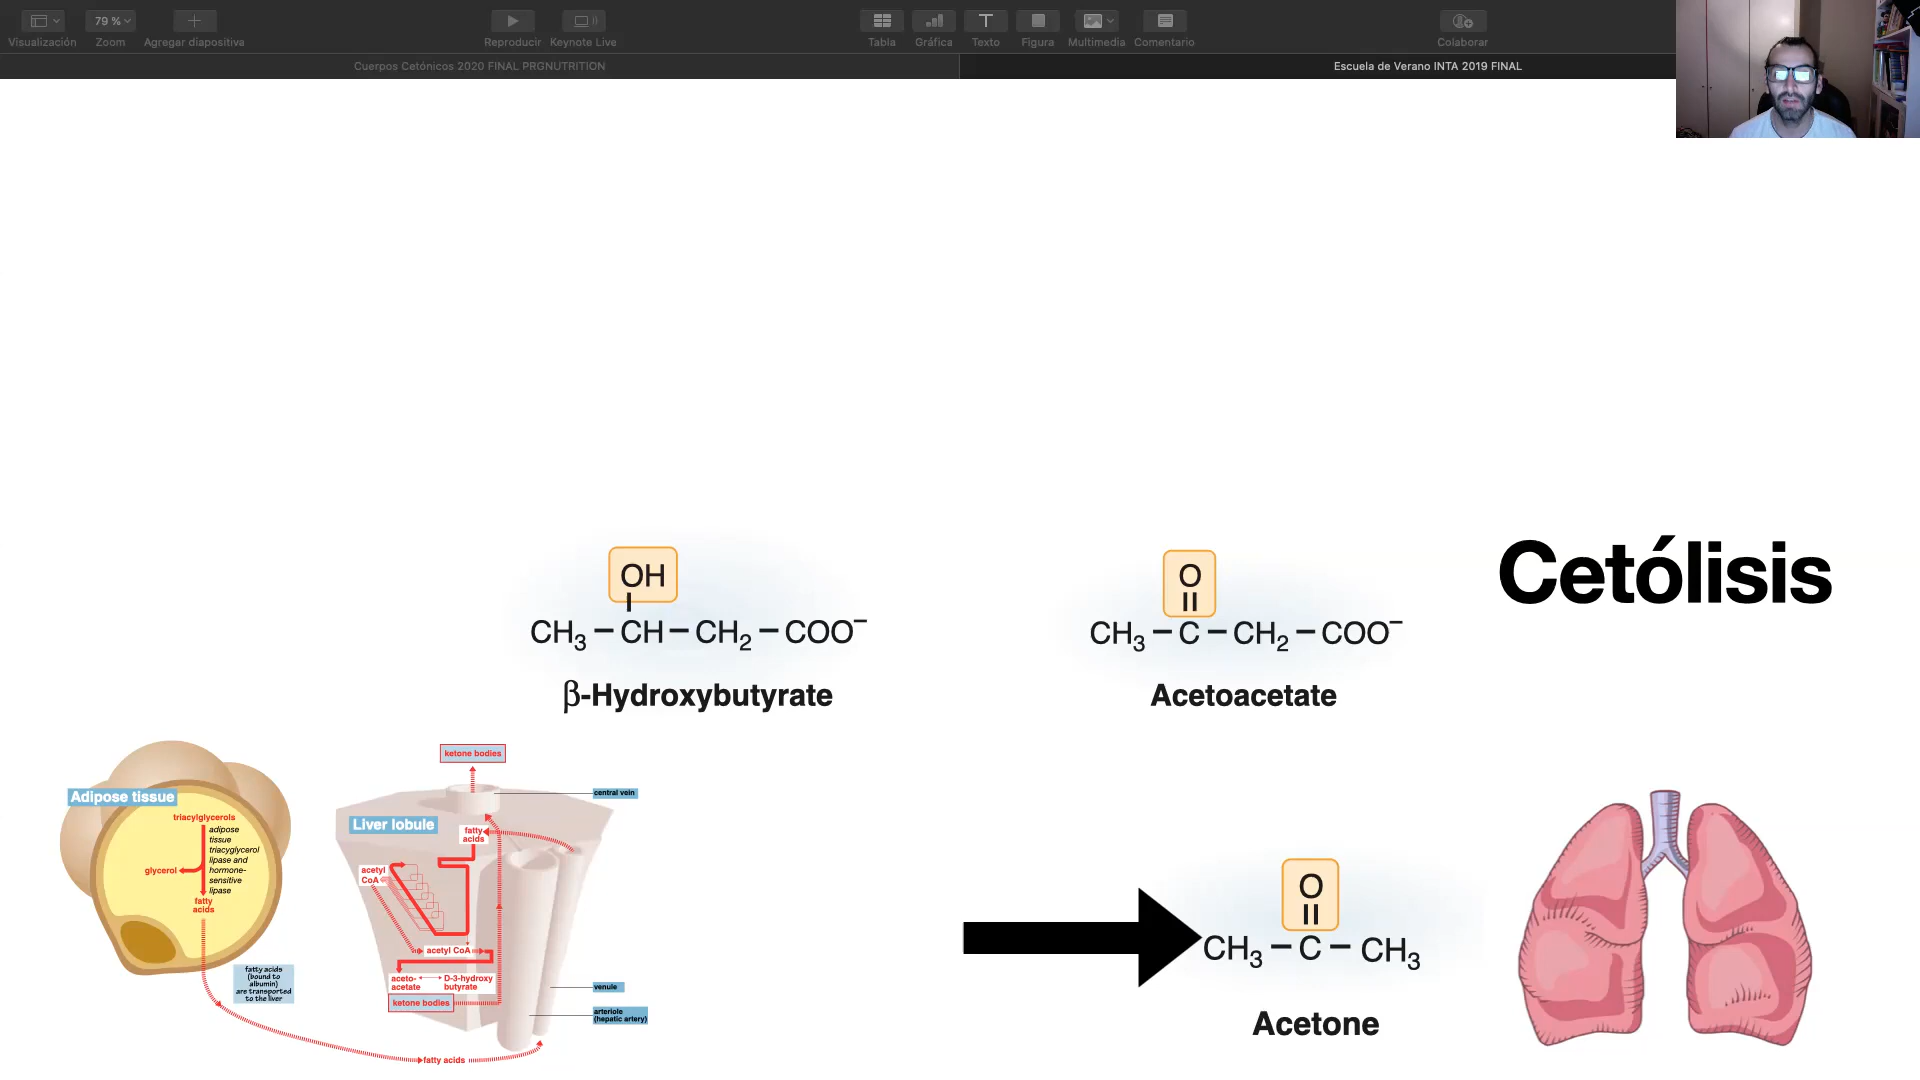 79 %
Visualización
Zoom
Agregar diapositiva
Reproducir
Keynote Live
T
Tabla
Gráfica
Texto
Figura
Multimedia
Comentario
Colaborar
Cuerpos Cetónicos 2020 FINAL PRGNUTRITION
Escuela de Verano INTA 2019 FINAL
OH
CH₃ – CH – CH₂ – COO⁻
β-Hydroxybutyrate
O
CH₃ – C – CH₂ – COO⁻
Acetoacetate
Cetólisis
Adipose tissue
triacylglycerols
adipose
tissue
triacylglycerol
lipase and
hormone-
sensitive
lipase
glycerol
fatty
acids
fatty acids
(bound to
albumin)
are transported
to the liver
fatty acids
ketone bodies
central vein
Liver lobule
fatty
acids
acetyl
CoA
acetyl CoA
aceto-
acetate
D-3-hydroxy
butyrate
ketone bodies
venule
arteriole
(hepatic artery)
O
CH₃ – C – CH₃
Acetone